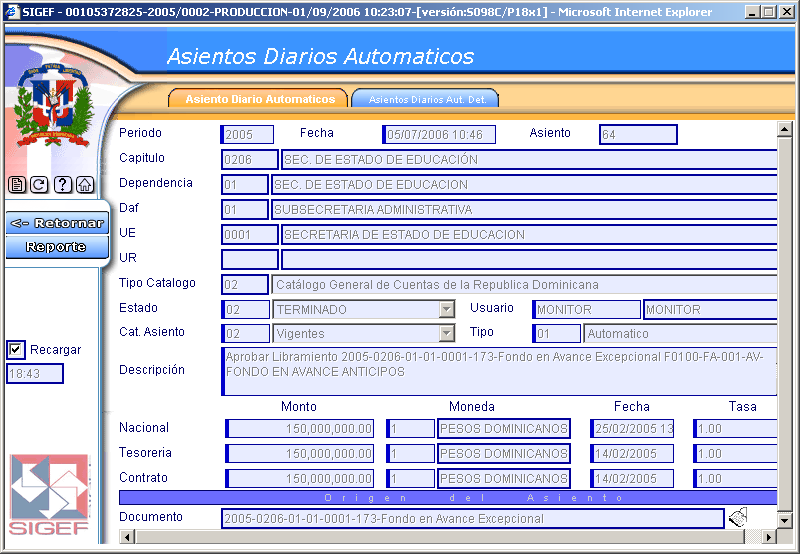 SIGEF - 00105372825-2005/0002-PRODUCCION-01/09/2006 10:23:07-[versión:S098C/P18x1] - Microsoft Internet Explorer
Asientos Diarios Automaticos
Asiento Diario Automaticos Asientos Diarios Aut. Det.
Periodo 2005 Fecha 05/07/2006 10:46 Asiento 64
Capitulo 0206 SEC. DE ESTADO DE EDUCACIÓN
Dependencia 01 SEC. DE ESTADO DE EDUCACION
Daf 01 SUBSECRETARIA ADMINISTRATIVA
<- Retornar
UE 0001 SECRETARIA DE ESTADO DE EDUCACION
Reporte
UR
Tipo Catalogo 02 Catálogo General de Cuentas de la Republica Dominicana
Estado 02 TERMINADO Usuario MONITOR MONITOR
Cat. Asiento 02 Vigentes Tipo 01 Automatico
Recargar
18:43
Descripción Aprobar Libramiento 2005-0206-01-01-0001-173-Fondo en Avance Excepcional F0100-FA-001-AV-
FONDO EN AVANCE ANTICIPOS
Monto Moneda Fecha Tasa
Nacional 150,000,000.00 1 PESOS DOMINICANOS 25/02/2005 13 1.00
Tesoreria 150,000,000.00 1 PESOS DOMINICANOS 14/02/2005 1.00
Contrato 150,000,000.00 1 PESOS DOMINICANOS 14/02/2005 1.00
Origen del Asiento
Documento 2005-0206-01-01-0001-173-Fondo en Avance Excepcional
SIGEF